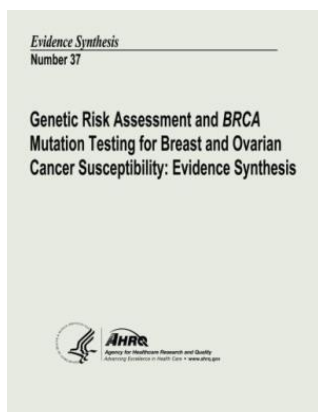 Evidence Synthesis
Number 37
Genetic Risk Assessment and BRCA
Mutation Testing for Breast and Ovarian
Cancer Susceptibility: Evidence Synthesis
AHRQ
Agency for Healthcare Research and Quality
Advancing Excellence in Health Care • www.ahrq.gov